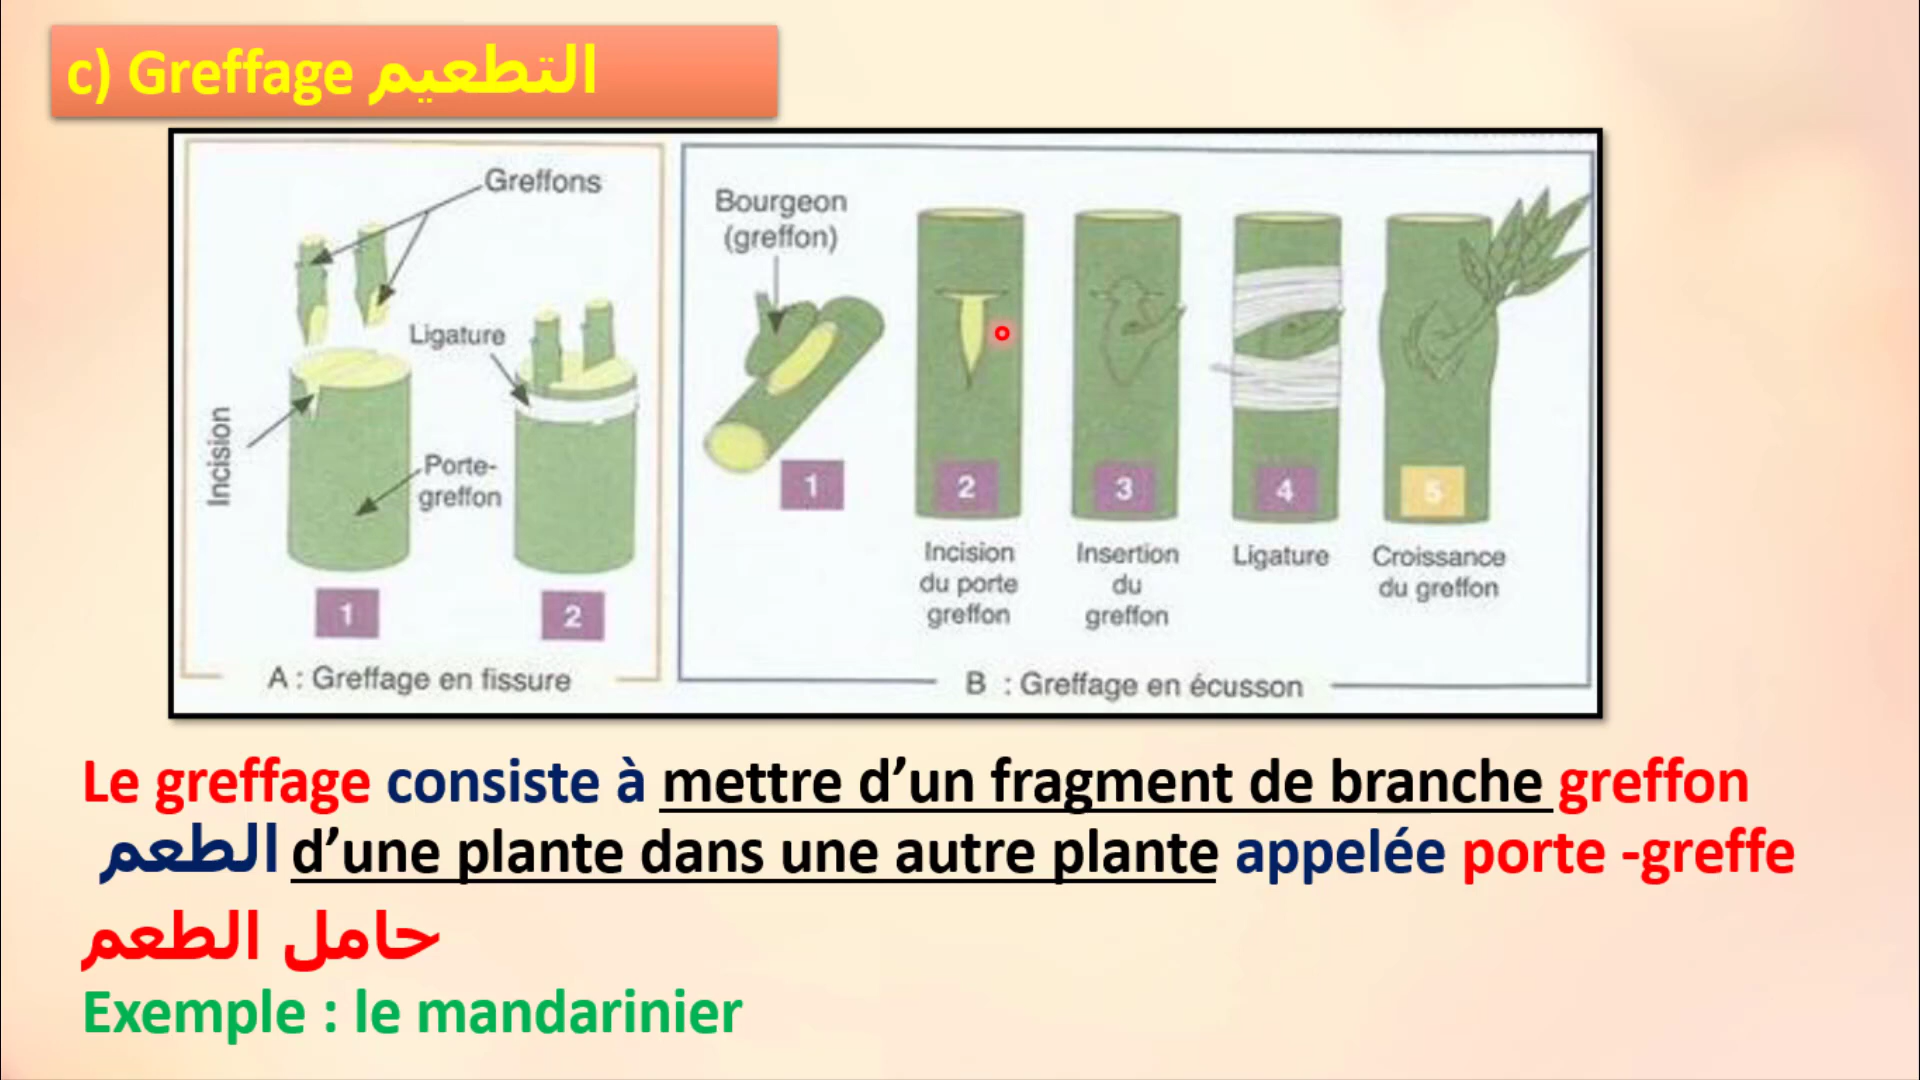 c) Greffage التطعيم
Greffons
Ligature
Incision
Porte-
greffon
1
2
A : Greffage en fissure
Bourgeon
(greffon)
1
2
3
4
5
Incision
du porte
greffon
Insertion
du
greffon
Ligature
Croissance
du greffon
B : Greffage en écusson
Le greffage consiste à mettre d’un fragment de branche greffon
الطعم d’une plante dans une autre plante appelée porte -greffe
حامل الطعم
Exemple : le mandarinier